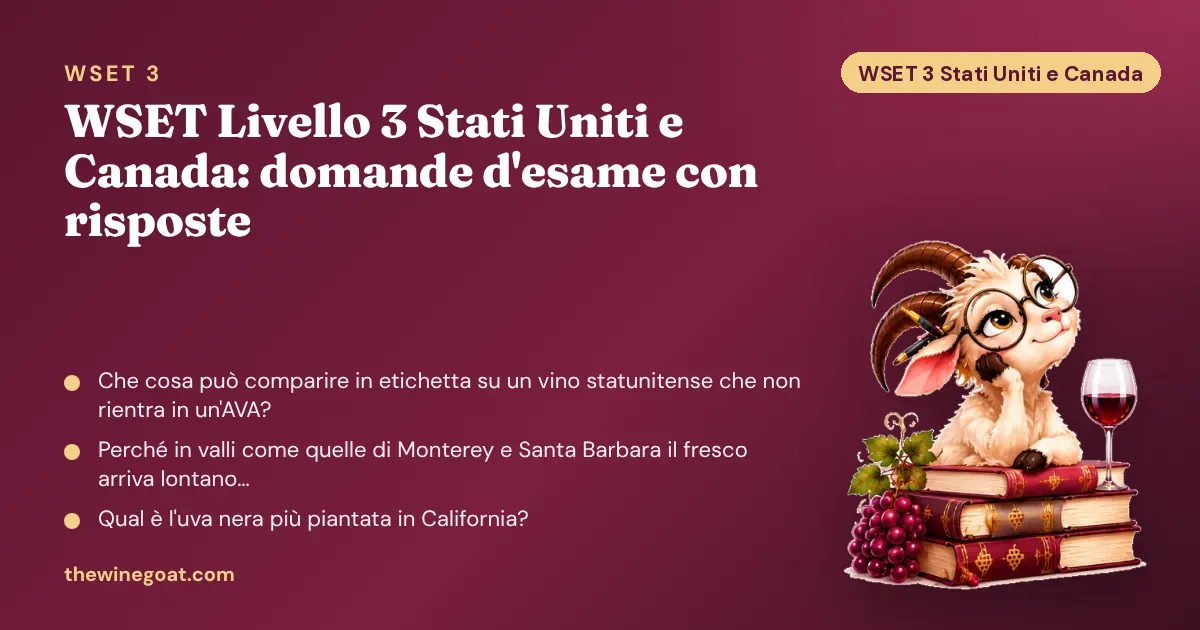 WSET 3
WSET 3 Stati Uniti e Canada
WSET Livello 3 Stati Uniti e
Canada: domande d'esame con
risposte
Che cosa può comparire in etichetta su un vino statunitense che non
rientra in un'AVA?
Perché in valli come quelle di Monterey e Santa Barbara il fresco
arriva lontano...
Qual è l'uva nera più piantata in California?
thewinegoat.com